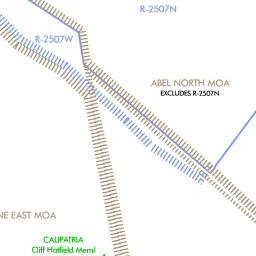 R-2507N
R-2507W
ABEL NORTH MOA
EXCLUDES R-2507N
NE EAST MOA
CALIPATRIA
Cliff Hatfield Meml